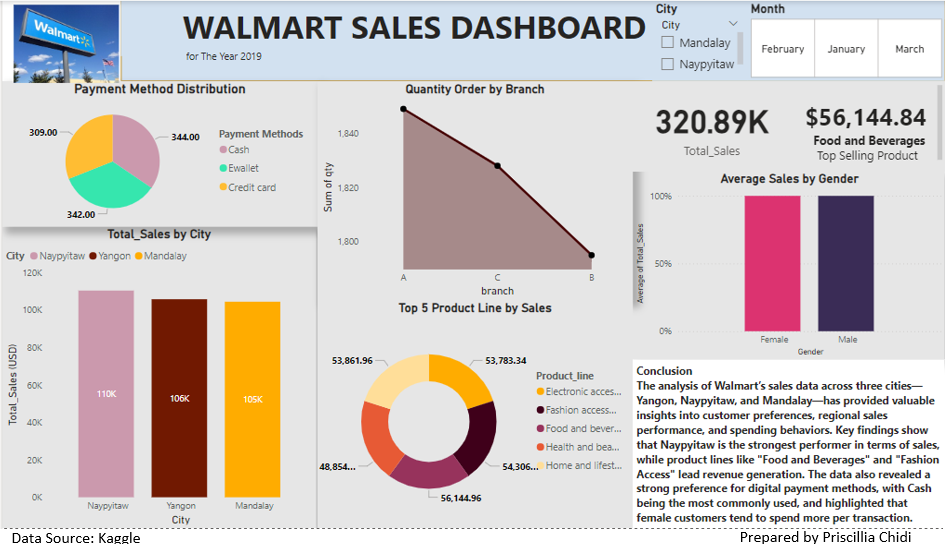 Walmart
WALMART SALES DASHBOARD
for The Year 2019
City
City
Mandalay
Naypyitaw
Month
February
January
March
Payment Method Distribution
309.00
344.00
342.00
Payment Methods
Cash
Ewallet
Credit card
Quantity Order by Branch
Sum of qty
1,840
1,820
1,800
A
C
B
branch
320.89K
Total_Sales
$56,144.84
Food and Beverages
Top Selling Product
Average Sales by Gender
Average of Total_Sales
100%
50%
0%
Female
Male
Gender
Total_Sales by City
City
Naypyitaw
Yangon
Mandalay
Total_Sales (USD)
120K
100K
80K
60K
40K
20K
0K
110K
106K
105K
Naypyitaw
Yangon
Mandalay
City
Top 5 Product Line by Sales
53,861.96
53,783.34
48,854...
54,306...
56,144.96
Product_line
Electronic acces...
Fashion access...
Food and bever...
Health and bea...
Home and lifest...
Conclusion
The analysis of Walmart's sales data across three cities—
Yangon, Naypyitaw, and Mandalay—has provided valuable
insights into customer preferences, regional sales
performance, and spending behaviors. Key findings show
that Naypyitaw is the strongest performer in terms of sales,
while product lines like "Food and Beverages" and "Fashion
Access" lead revenue generation. The data also revealed a
strong preference for digital payment methods, with Cash
being the most commonly used, and highlighted that
female customers tend to spend more per transaction.
Data Source: Kaggle
Prepared by Priscillia Chidi